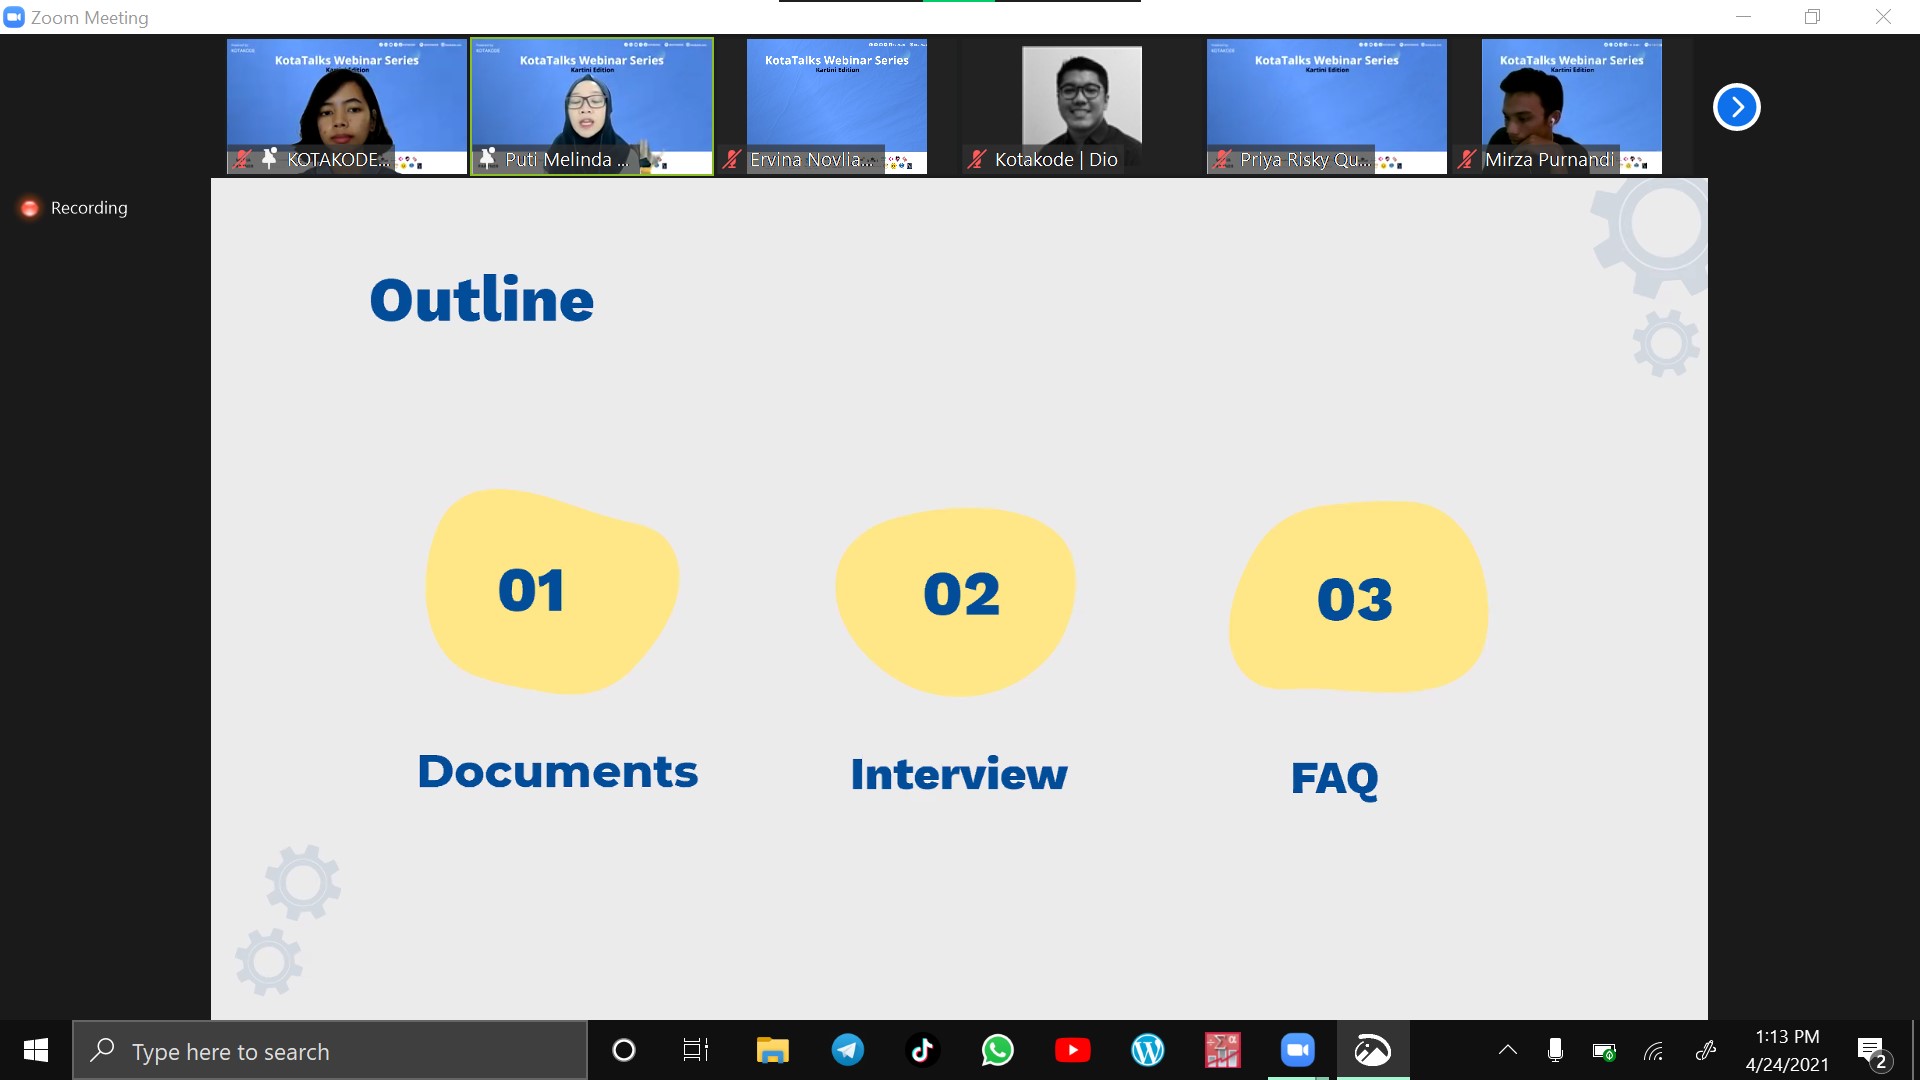 Zoom Meeting
KotaTalks Webinar Series
Kartini Edition
KOTAKODE...
KotaTalks Webinar Series
Kartini Edition
Puti Melinda ...
KotaTalks Webinar Series
Kartini Edition
Ervina Novlia...
Kotakode | Dio
KotaTalks Webinar Series
Kartini Edition
Priya Risky Qu...
KotaTalks Webinar Series
Kartini Edition
Mirza Purnandi
Recording
Outline
01
02
03
Documents
Interview
FAQ
Type here to search
1:13 PM
4/24/2021
2